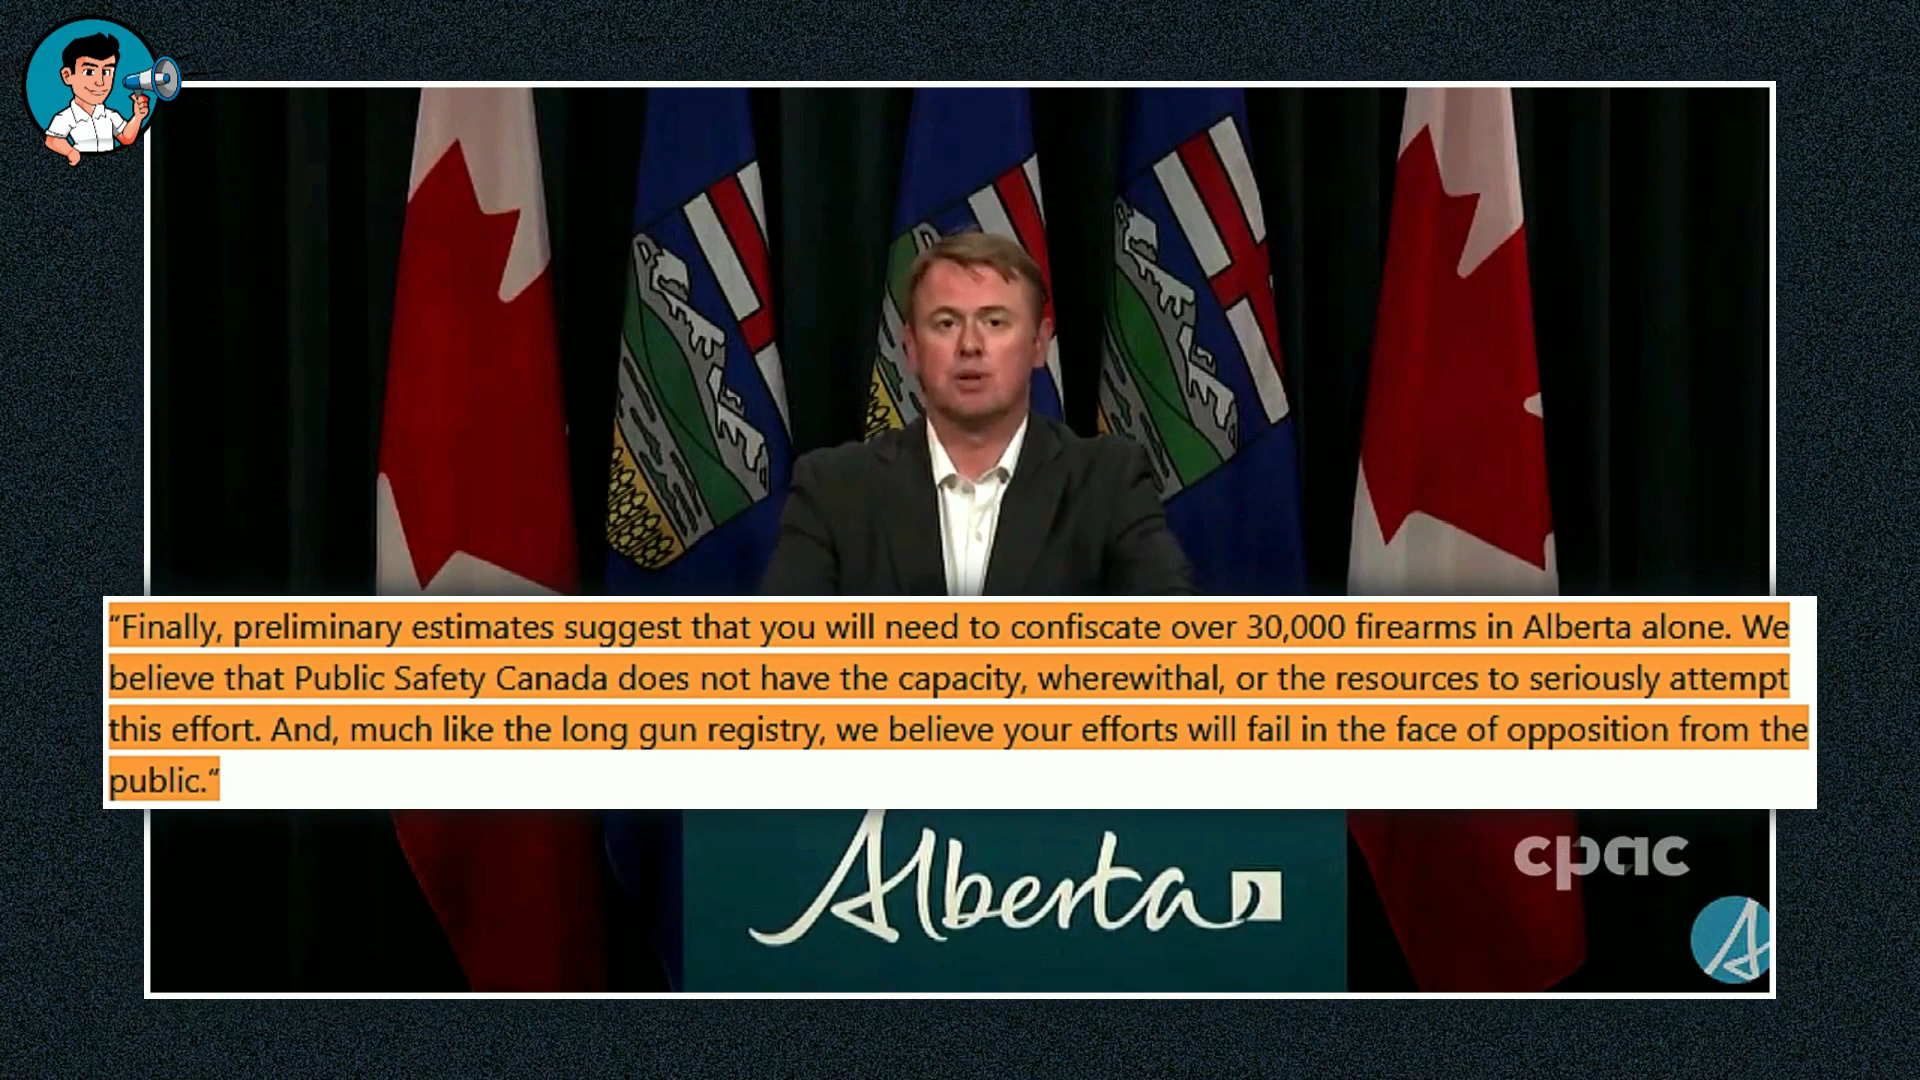 “Finally, preliminary estimates suggest that you will need to confiscate over 30,000 firearms in Alberta alone. We
believe that Public Safety Canada does not have the capacity, wherewithal, or the resources to seriously attempt
this effort. And, much like the long gun registry, we believe your efforts will fail in the face of opposition from the
public.”
Alberta
cpac